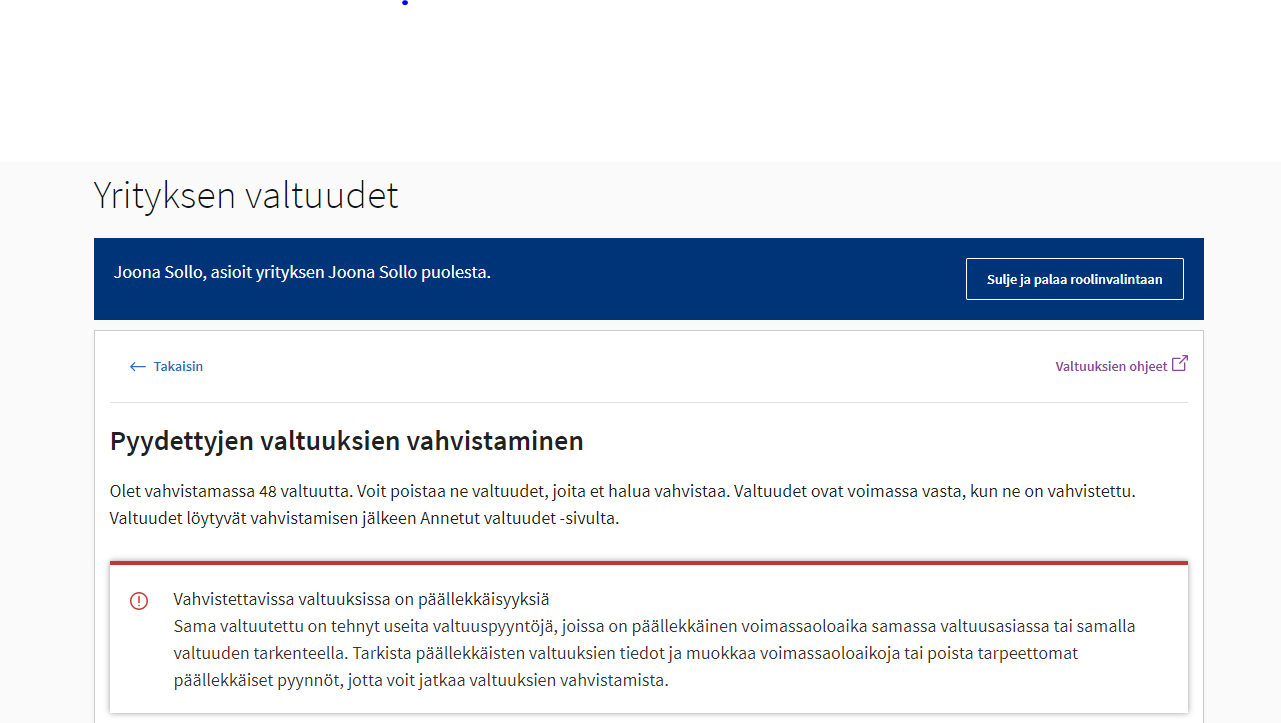 Yrityksen valtuudet
Joona Sollo, asioit yrityksen Joona Sollo puolesta.
Sulje ja palaa roolinvalintaan
Takaisin
Valtuuksien ohjeet
Pyydettyjen valtuuksien vahvistaminen
Olet vahvistamassa 48 valtuutta. Voit poistaa ne valtuudet, joita et halua vahvistaa. Valtuudet ovat voimassa vasta, kun ne on vahvistettu.
Valtuudet löytyvät vahvistamisen jälkeen Annetut valtuudet -sivulta.
Vahvistettavissa valtuuksissa on päällekkäisyyksiä
Sama valtuutettu on tehnyt useita valtuuspyyntöjä, joissa on päällekkäinen voimassaoloaika samassa valtuusasiassa tai samalla
valtuuden tarkenteella. Tarkista päällekkäisten valtuuksien tiedot ja muokkaa voimassaoloaikoja tai poista tarpeettomat
päällekkäiset pyynnöt, jotta voit jatkaa valtuuksien vahvistamista.